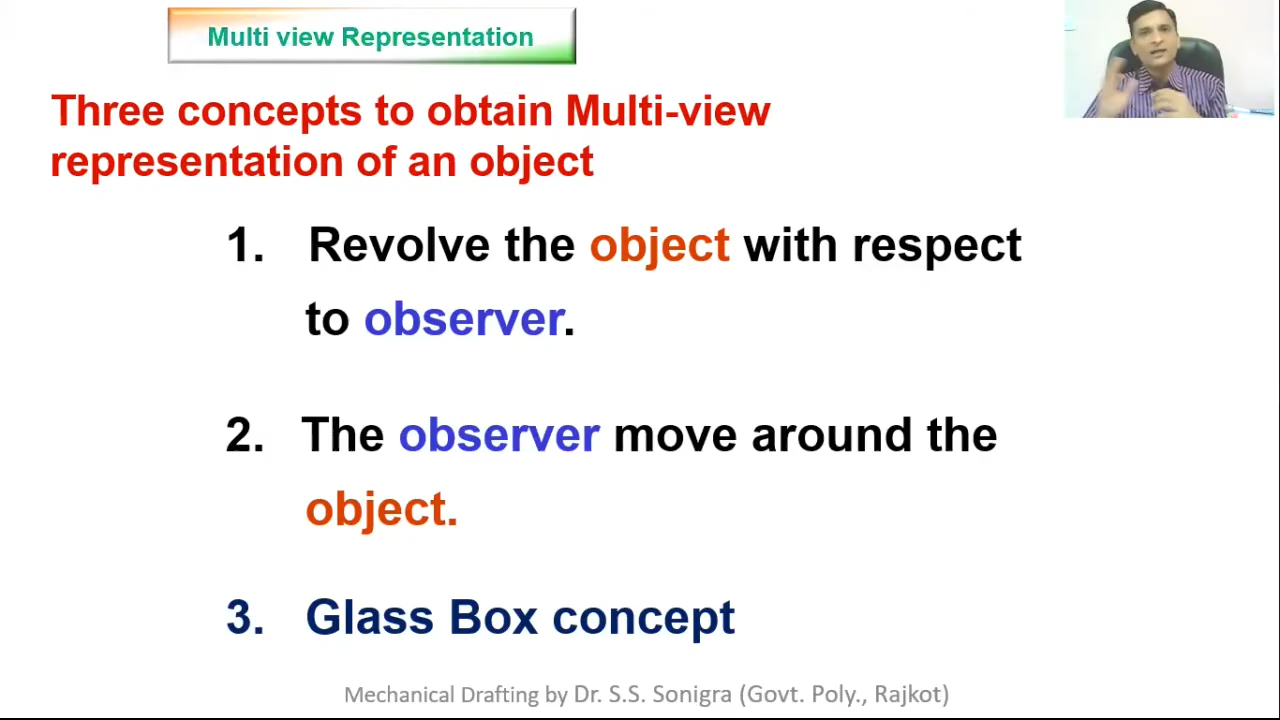 Multi view Representation
Three concepts to obtain Multi-view
representation of an object
1. Revolve the object with respect
to observer.
2. The observer move around the
object.
3. Glass Box concept
Mechanical Drafting by Dr. S.S. Sonigra (Govt. Poly., Rajkot)